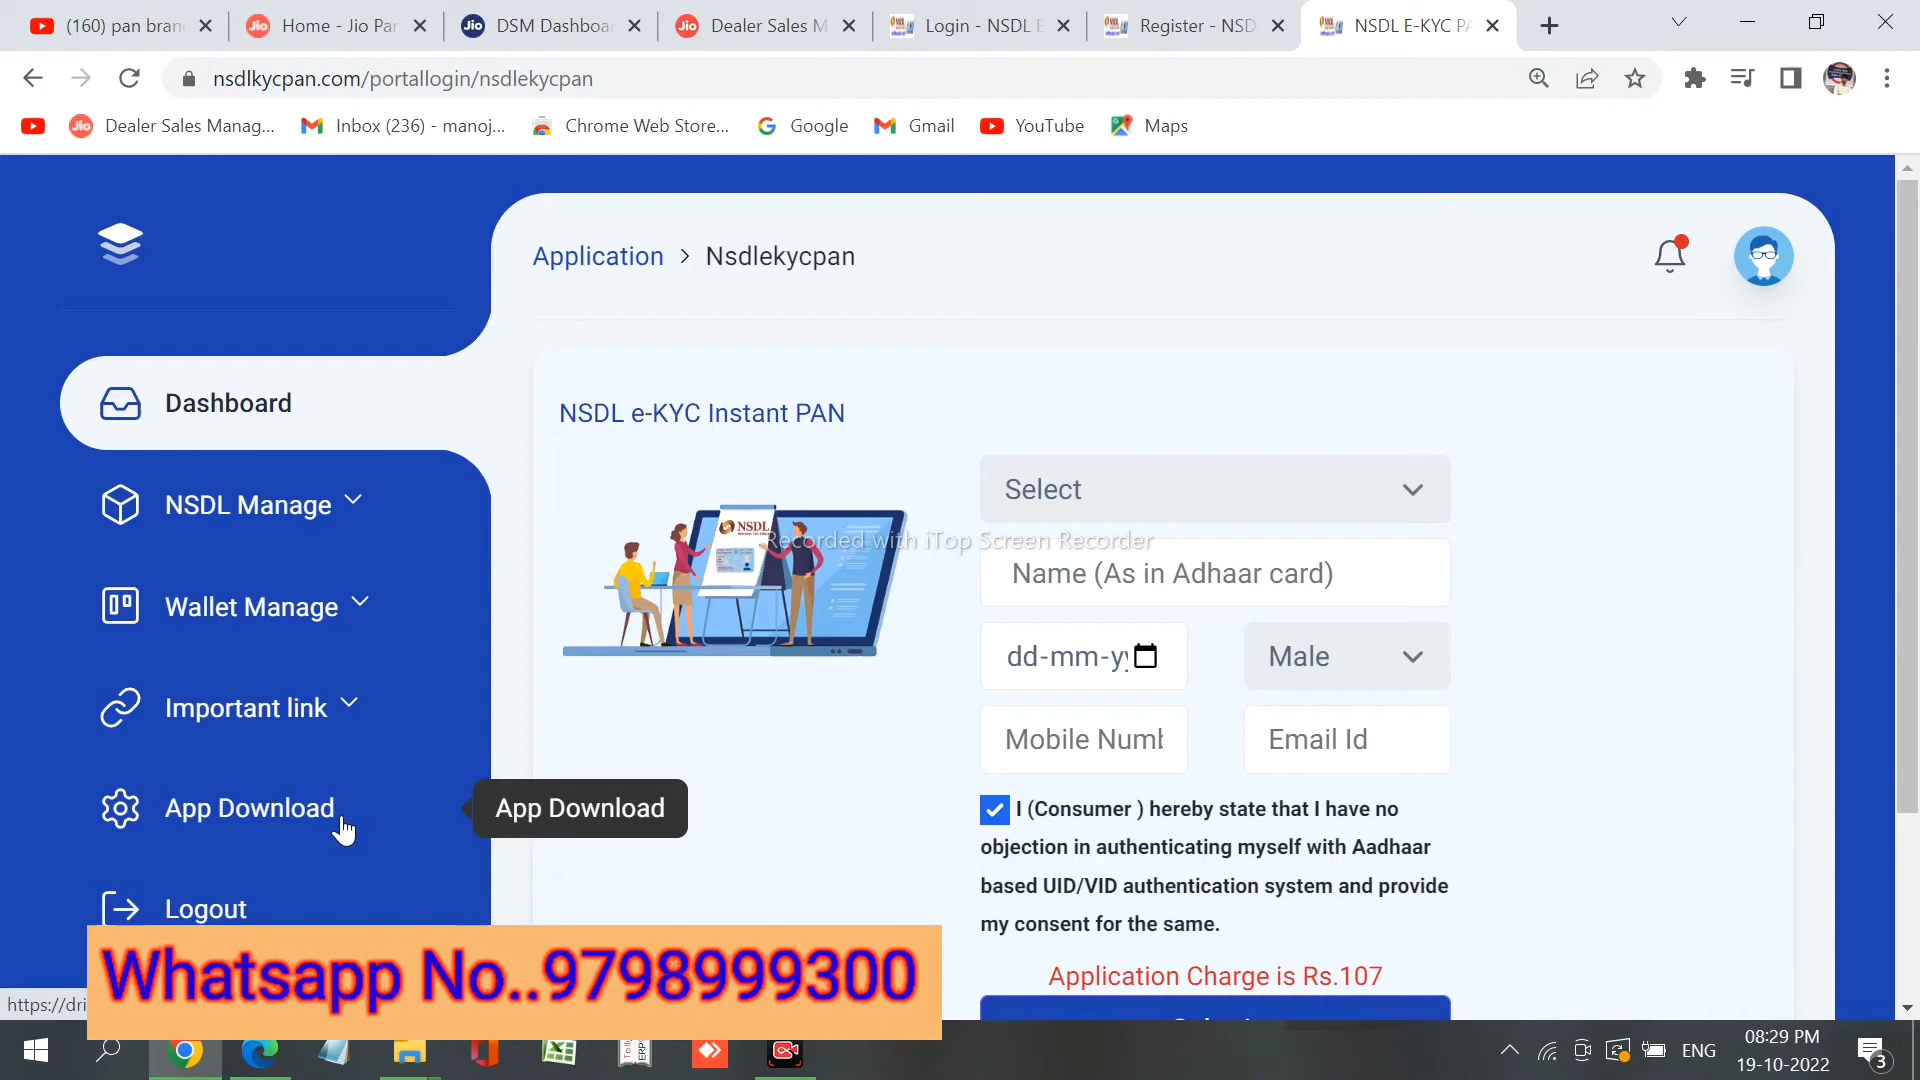 (160) pan bran
Home - Jio Par
DSM Dashboar
Dealer Sales M
Login - NSDL E
Register - NSD
NSDL E-KYC PA
nsdlkycpan.com/portallogin/nsdlekycpan
Dealer Sales Manag...
Inbox (236) - manoj...
Chrome Web Store...
Google
Gmail
YouTube
Maps
Application > Nsdlekycpan
Dashboard
NSDL Manage
Wallet Manage
Important link
App Download
App Download
Logout
NSDL e-KYC Instant PAN
NSDL
Recorded with iTop Screen Recorder
Select
Name (As in Adhaar card)
dd-mm-yy
Male
Mobile Numb
Email Id
I (Consumer ) hereby state that I have no
objection in authenticating myself with Aadhaar
based UID/VID authentication system and provide
my consent for the same.
Application Charge is Rs.107
Whatsapp No..9798999300
https://dri
ENG
08:29 PM
19-10-2022
3